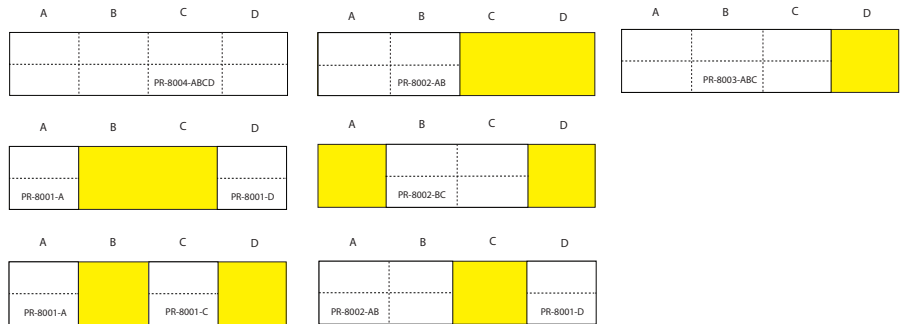 A B C D
PR-8004-ABCD
A B C D
PR-8002-AB
A B C D
PR-8003-ABC
A B C D
PR-8001-A PR-8001-D
A B C D
PR-8002-BC
A B C D
PR-8001-A PR-8001-C
A B C D
PR-8002-AB PR-8001-D